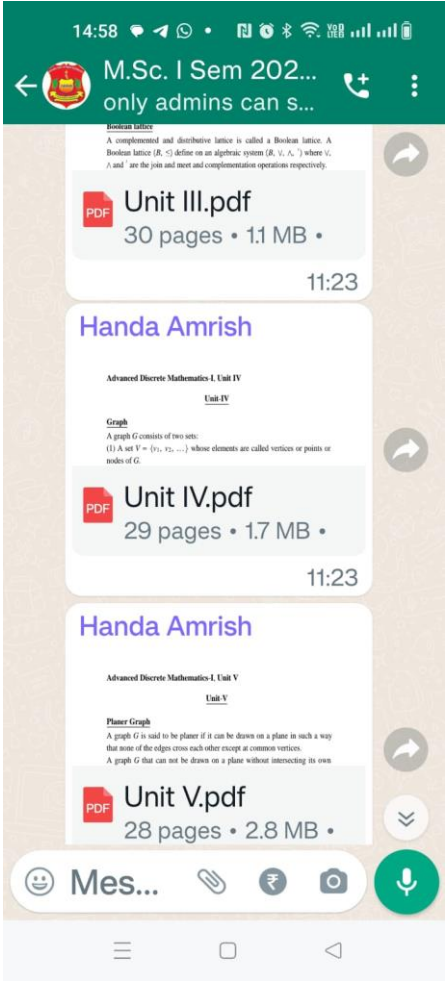 14:58
M.Sc. I Sem 202...
only admins can s...
Boolean lattice
A complemented and distributive lattice is called a Boolean lattice. A
Boolean lattice (B, ≤) define on an algebraic system (B, ∨, ∧, ′) where ∨,
∧ and ′ are the join and meet and complementation operations respectively.
PDF
Unit III.pdf
30 pages • 1.1 MB •
11:23
Handa Amrish
Advanced Discrete Mathematics-I, Unit IV
Unit-IV
Graph
A graph G consists of two sets:
(1) A set V = {v₁, v₂, …} whose elements are called vertices or points or
nodes of G.
PDF
Unit IV.pdf
29 pages • 1.7 MB •
11:23
Handa Amrish
Advanced Discrete Mathematics-I, Unit V
Unit-V
Planer Graph
A graph G is said to be planer if it can be drawn on a plane in such a way
that none of the edges cross each other except at common vertices.
A graph G that can not be drawn on a plane without intersecting its own
PDF
Unit V.pdf
28 pages • 2.8 MB •
Mes...